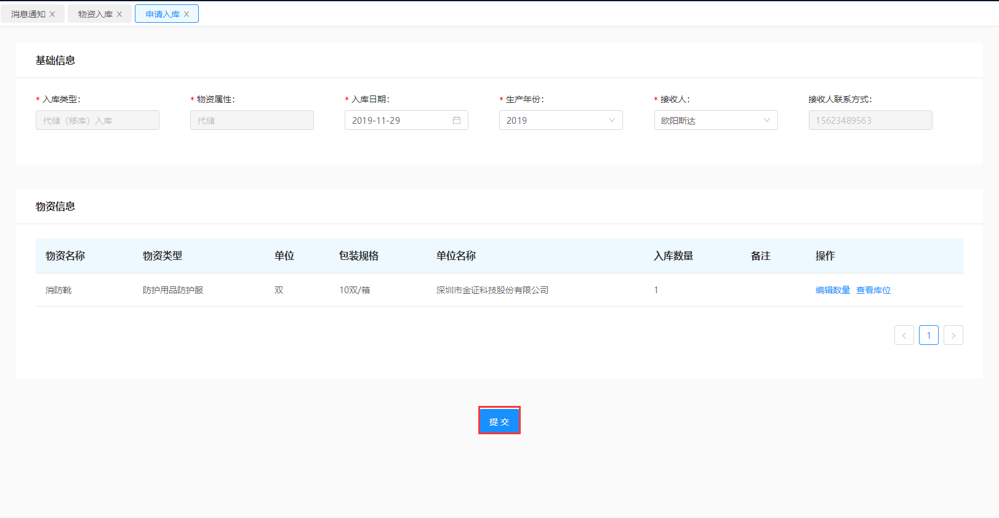 消息通知 X 物资入库 X 申请入库 X
基础信息
* 入库类型: * 物资属性: * 入库日期: * 生产年份: * 接收人: 接收人联系方式:
代储（移库）入库 代储 2019-11-29 2019 欧阳斯达 15623489563
物资信息
物资名称 物资类型 单位 包装规格 单位名称 入库数量 备注 操作
消防靴 防护用品防护服 双 10双/箱 深圳市金证科技股份有限公司 1 编辑数量 查看库位
< 1 >
提 交